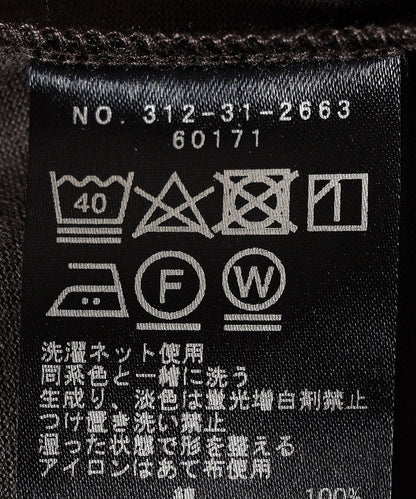 NO. 312-31-2663
60171
40
F W
洗濯ネット使用
同系色と一緒に洗う
生成り、淡色は蛍光増白剤禁止
つけ置き洗い禁止
湿った状態で形を整える
アイロンはあて布使用
100%